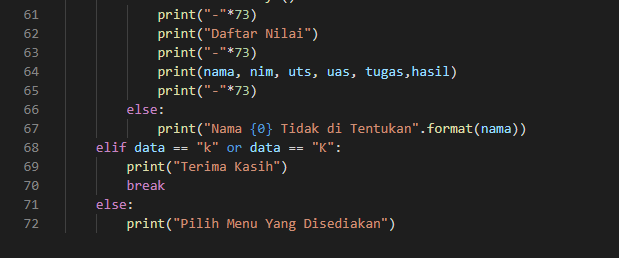 61 print("-"*73)
62 print("Daftar Nilai")
63 print("-"*73)
64 print(nama, nim, uts, uas, tugas,hasil)
65 print("-"*73)
66 else:
67 print("Nama {0} Tidak di Tentukan".format(nama))
68 elif data == "k" or data == "K":
69 print("Terima Kasih")
70 break
71 else:
72 print("Pilih Menu Yang Disediakan")